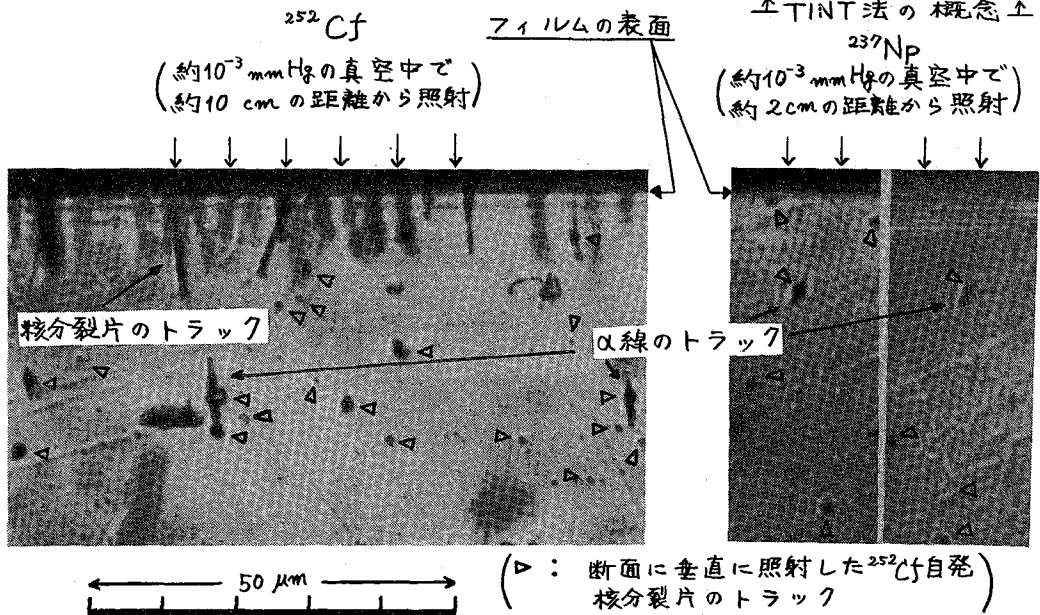 ↑TINT法の概念↑
²⁵²Cf
(約10⁻³ mmHgの真空中で
約10 cmの距離から照射)
フィルムの表面
²³⁷Np
(約10⁻³ mmHgの真空中で
約2cmの距離から照射)
核分裂片のトラック
α線のトラック
50 μm
(▷: 断面に垂直に照射した²⁵²Cf自発
核分裂片のトラック)